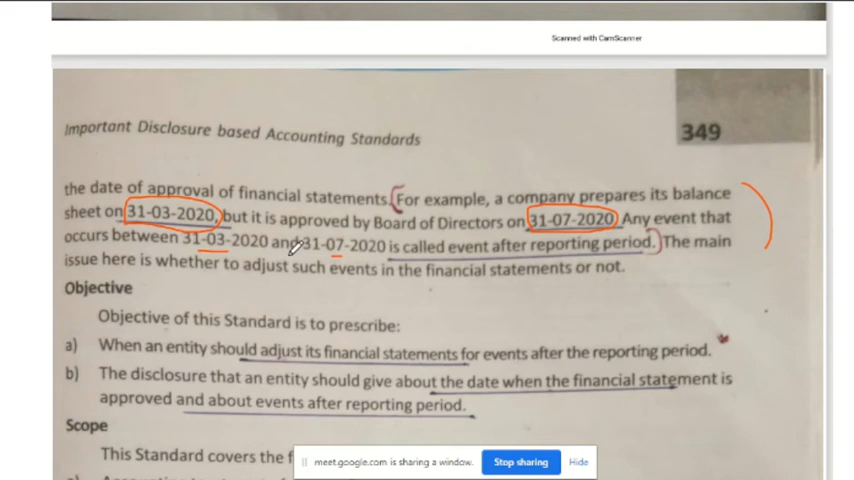 Scanned with CamScanner
Important Disclosure based Accounting Standards 349
the date of approval of financial statements. For example, a company prepares its balance
sheet on 31-03-2020, but it is approved by Board of Directors on 31-07-2020. Any event that
occurs between 31-03-2020 and 31-07-2020 is called event after reporting period. The main
issue here is whether to adjust such events in the financial statements or not.
Objective
Objective of this Standard is to prescribe:
a) When an entity should adjust its financial statements for events after the reporting period.
b) The disclosure that an entity should give about the date when the financial statement is
approved and about events after reporting period.
Scope
This Standard covers the f
meet.google.com is sharing a window. Stop sharing Hide